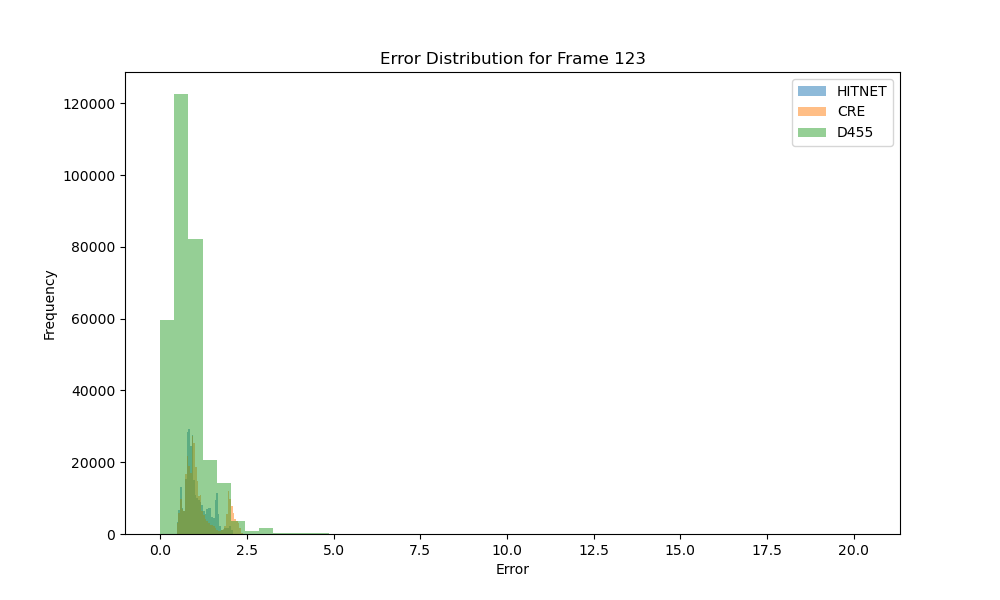 Error Distribution for Frame 123
HITNET
CRE
D455
120000
100000
80000
60000
40000
20000
0
Frequency
0.0 2.5 5.0 7.5 10.0 12.5 15.0 17.5 20.0
Error